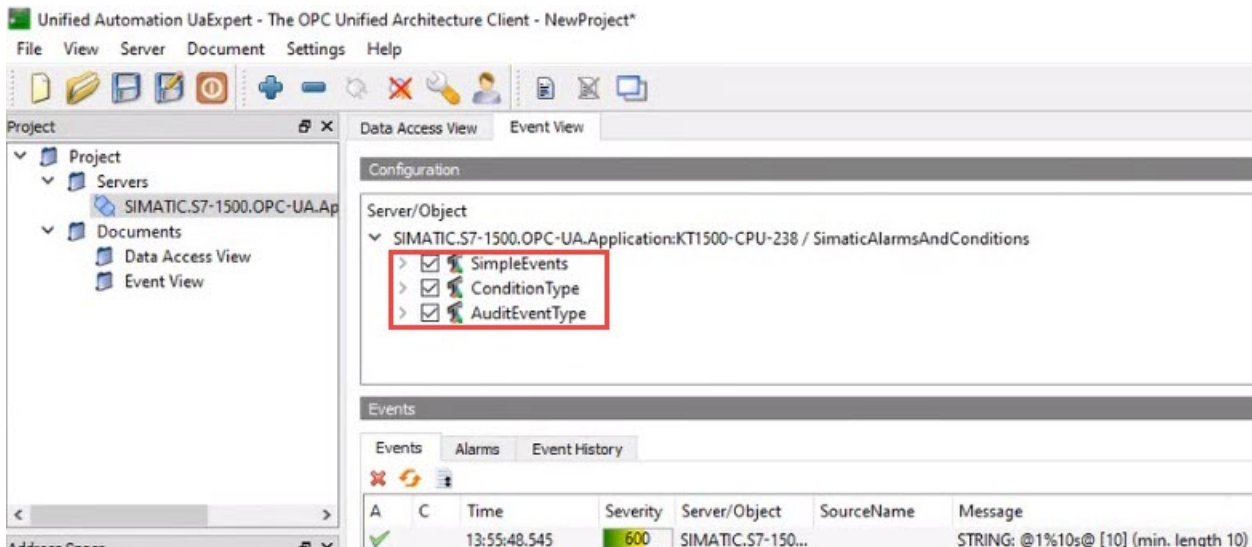 Unified Automation UaExpert - The OPC Unified Architecture Client - NewProject*
File View Server Document Settings Help
Project
Project
Servers
SIMATIC.S7-1500.OPC-UA.Ap
Documents
Data Access View
Event View
Data Access View Event View
Configuration
Server/Object
SIMATIC.S7-1500.OPC-UA.Application:KT1500-CPU-238 / SimaticAlarmsAndConditions
SimpleEvents
ConditionType
AuditEventType
Events
Events Alarms Event History
A C Time Severity Server/Object SourceName Message
13:55:48.545 600 SIMATIC.S7-150... STRING: @1%10s@ [10] (min. length 10)
Address Space